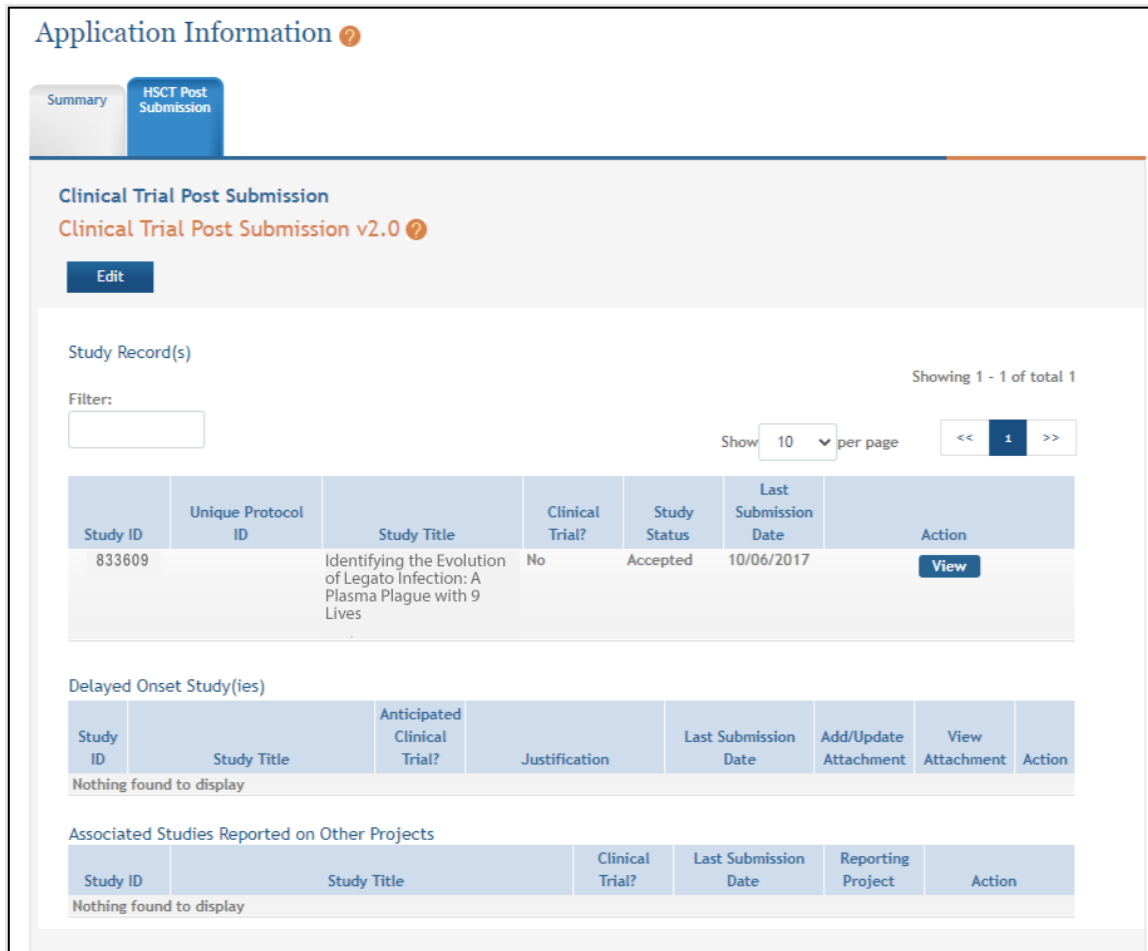 Application Information ?
Summary
HSCT Post
Submission
Clinical Trial Post Submission
Clinical Trial Post Submission v2.0 ?
Edit
Study Record(s)
Showing 1 - 1 of total 1
Filter:
Show 10 per page << 1 >>
Study ID Unique Protocol ID Study Title Clinical Trial? Study Status Last Submission Date Action
833609 Identifying the Evolution No Accepted 10/06/2017 View
of Legato Infection: A
Plasma Plague with 9
Lives
Delayed Onset Study(ies)
Study ID Study Title Anticipated Clinical Trial? Justification Last Submission Date Add/Update Attachment View Attachment Action
Nothing found to display
Associated Studies Reported on Other Projects
Study ID Study Title Clinical Trial? Last Submission Date Reporting Project Action
Nothing found to display